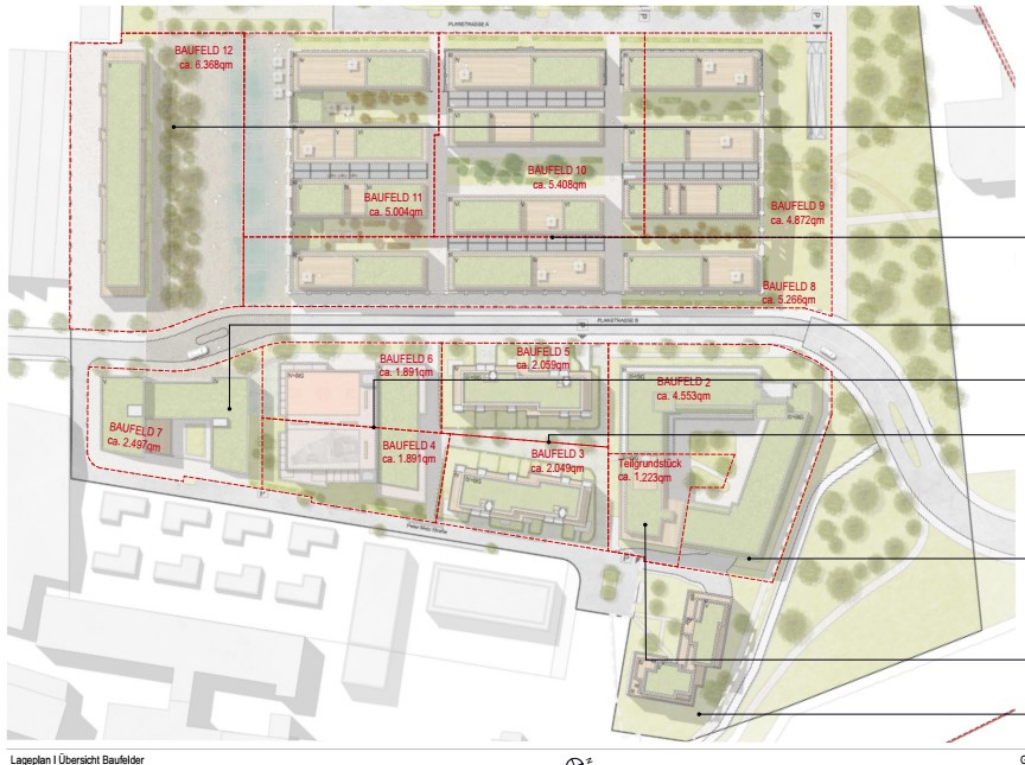 PLANSTRASSE A
BAUFELD 12
ca. 6.368qm
BAUFELD 10
ca. 5.408qm
BAUFELD 11
ca. 5.004qm
BAUFELD 9
ca. 4.872qm
BAUFELD 8
ca. 5.266qm
PLANSTRASSE B
BAUFELD 6
ca. 1.891qm
BAUFELD 5
ca. 2.059qm
BAUFELD 2
ca. 4.553qm
BAUFELD 7
ca. 2.497qm
BAUFELD 4
ca. 1.891qm
BAUFELD 3
ca. 2.049qm
Teilgrundstück
ca. 1.223qm
Lageplan I Übersicht Baufelder